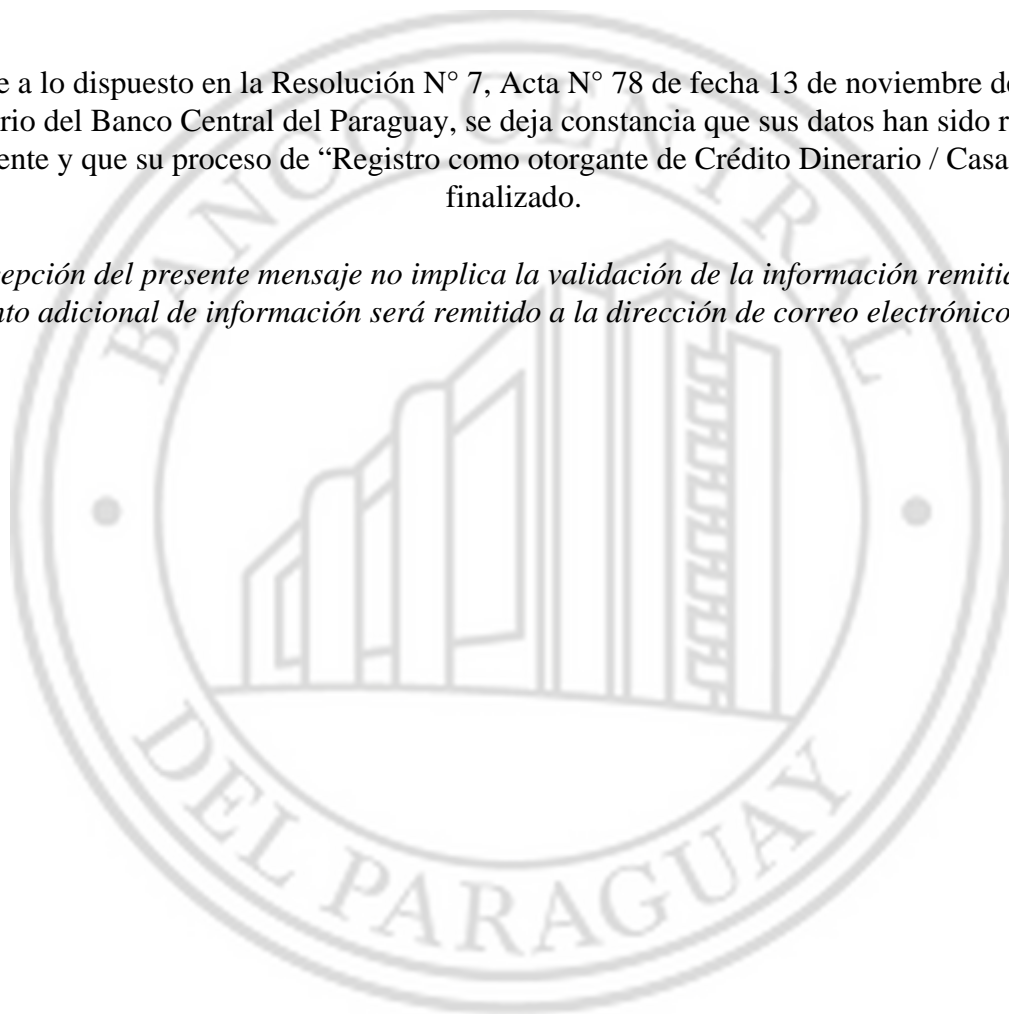 e a lo dispuesto en la Resolución N° 7, Acta N° 78 de fecha 13 de noviembre d
rio del Banco Central del Paraguay, se deja constancia que sus datos han sido r
ente y que su proceso de “Registro como otorgante de Crédito Dinerario / Casa
finalizado.
epción del presente mensaje no implica la validación de la información remitid
nto adicional de información será remitido a la dirección de correo electrónico
BANCO CENTRAL
DEL PARAGUAY